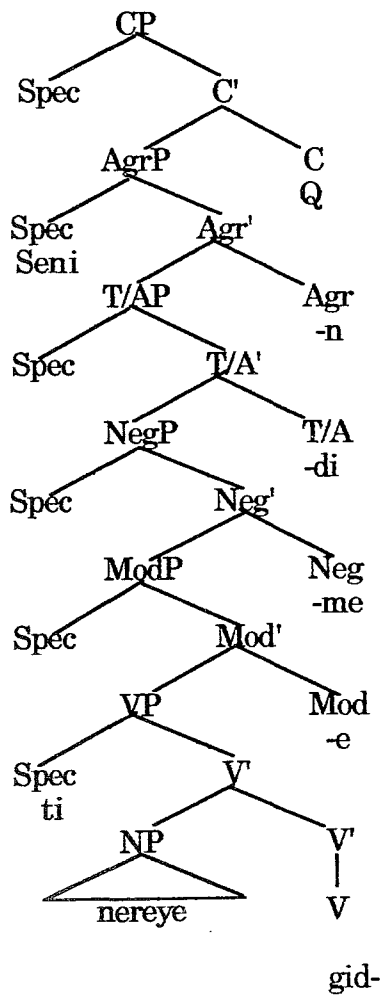 CP
Spec C'
AgrP C
Q
Spec Agr'
Seni
T/AP Agr
-n
Spec T/A'
NegP T/A
-di
Spec Neg'
ModP Neg
-me
Spec Mod'
VP Mod
-e
Spec V'
ti
NP V'
nereye V
gid-